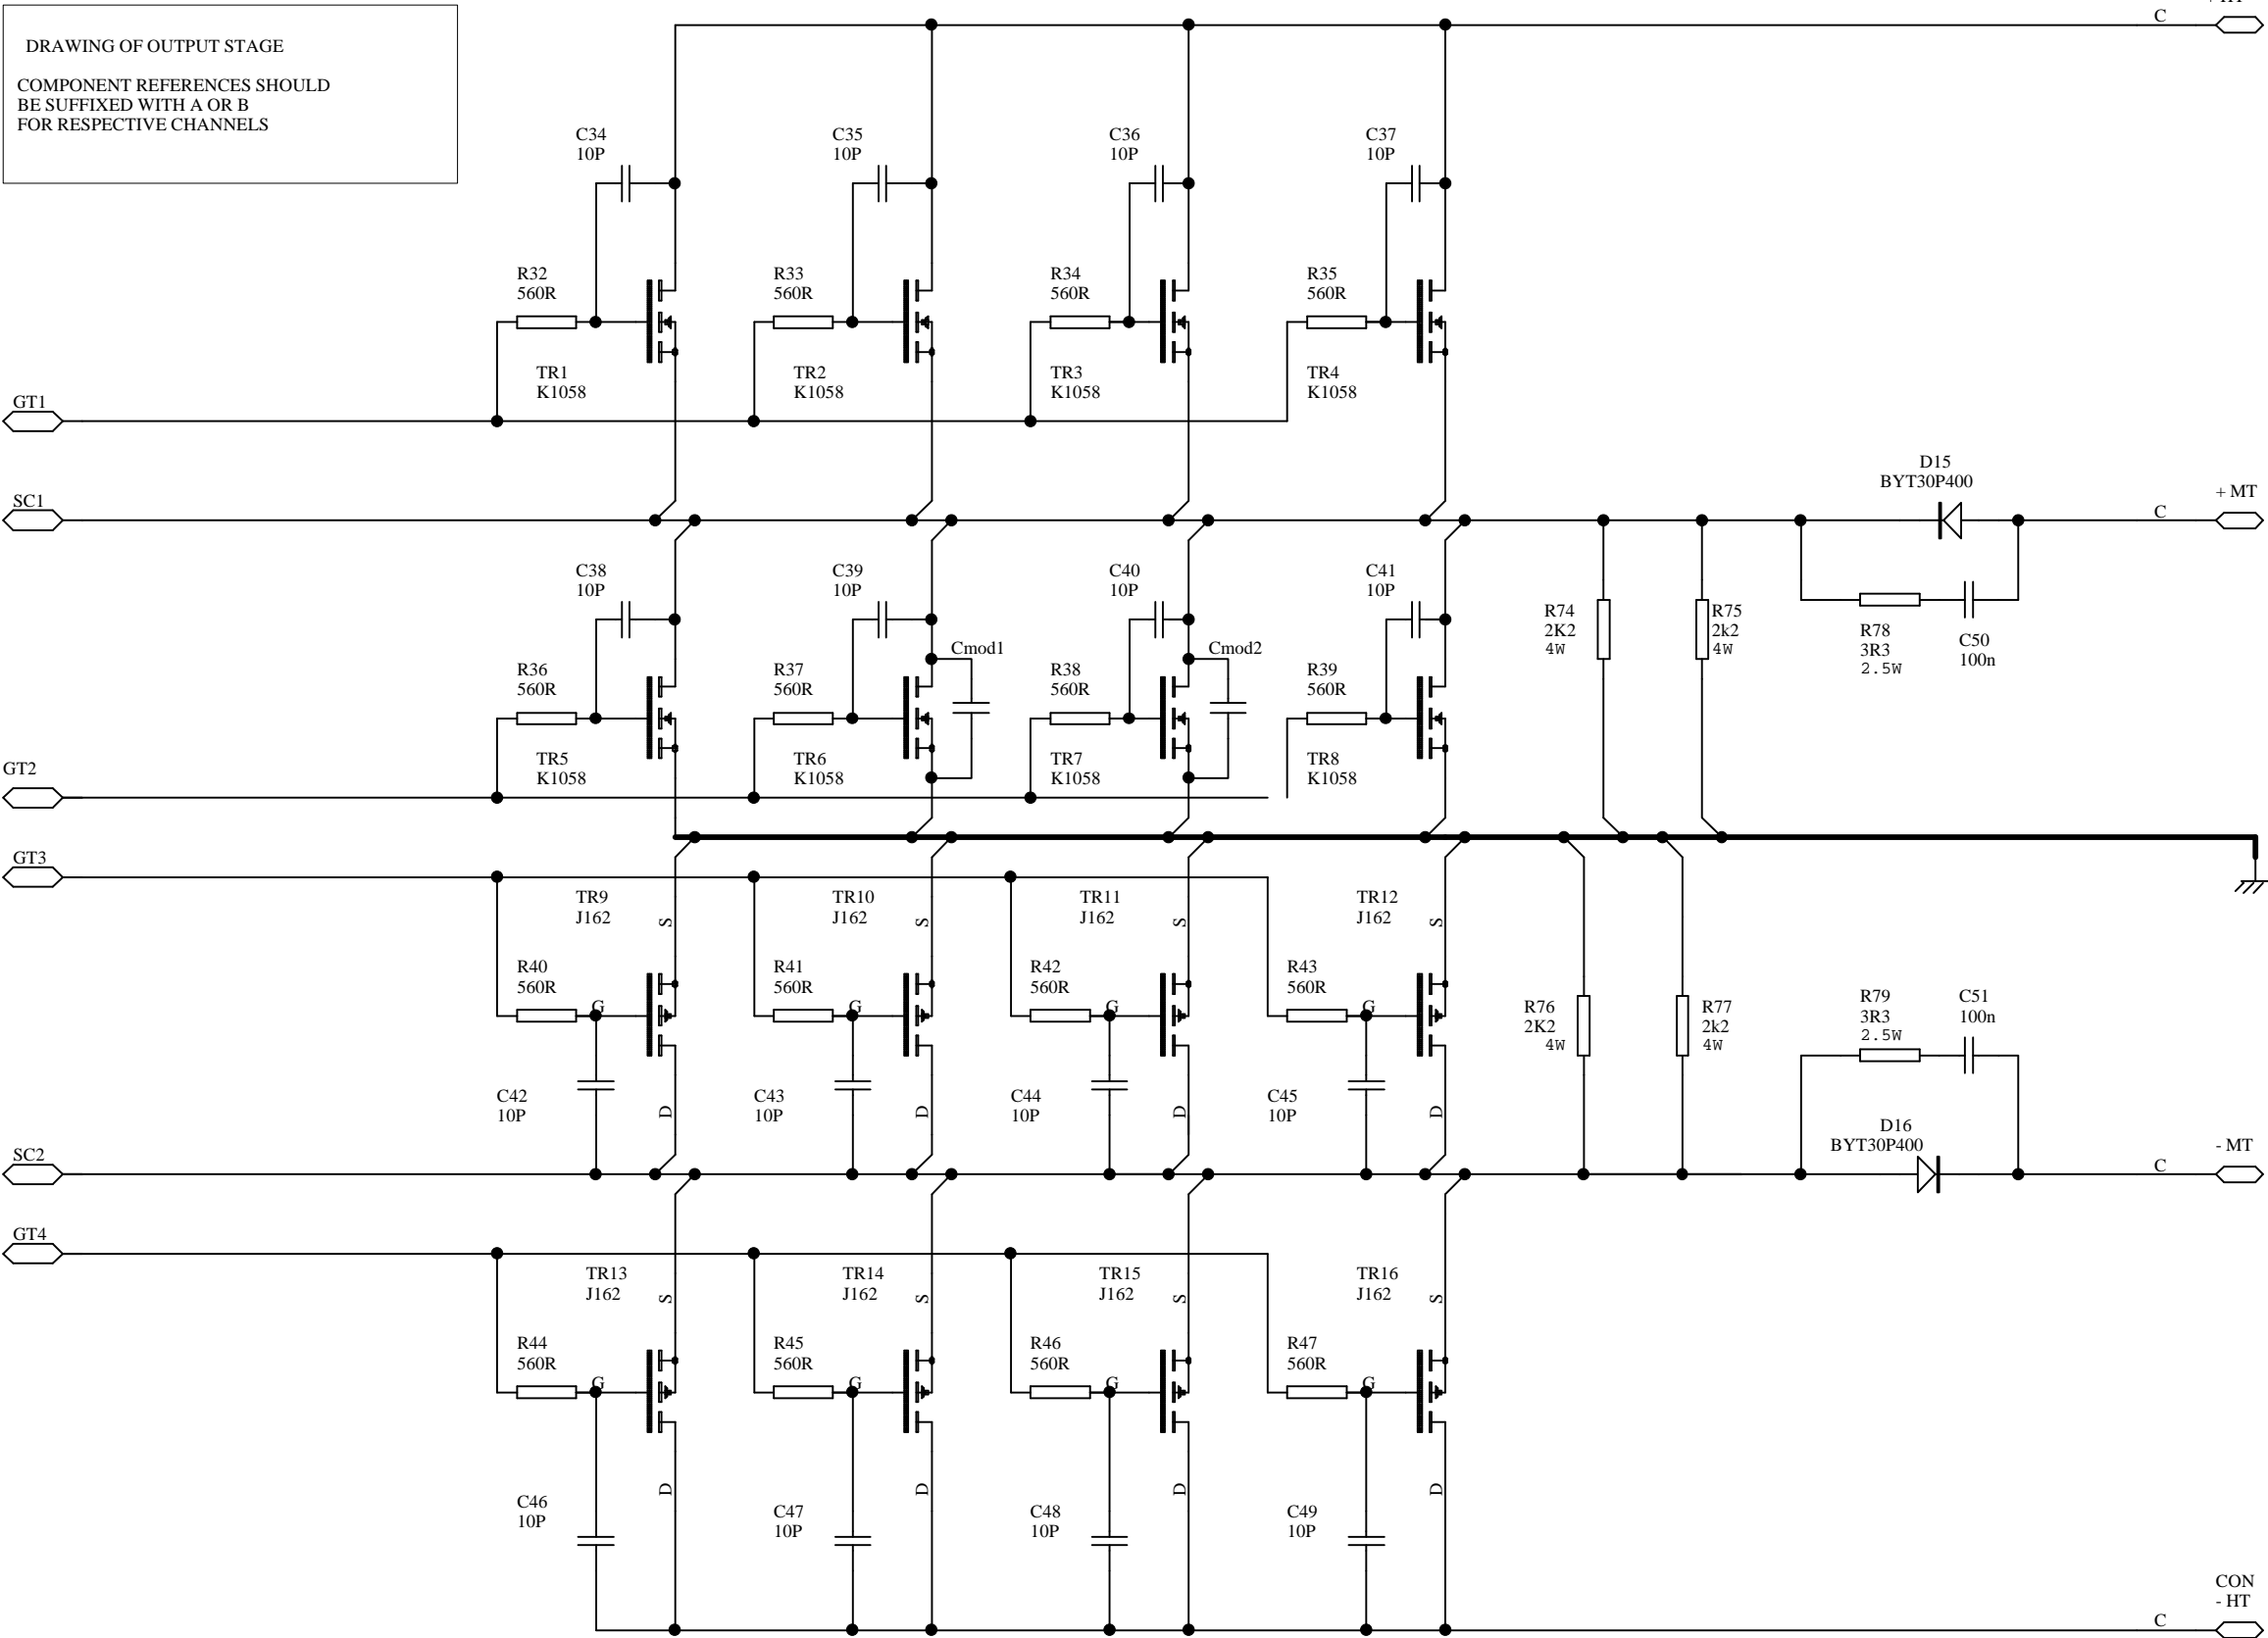 DRAWING OF OUTPUT STAGE
COMPONENT REFERENCES SHOULD
BE SUFFIXED WITH A OR B
FOR RESPECTIVE CHANNELS
C
C34
10P
C35
10P
C36
10P
C37
10P
R32
560R
R33
560R
R34
560R
R35
560R
TR1
K1058
TR2
K1058
TR3
K1058
TR4
K1058
GT1
SC1
D15
BYT30P400
C
+ MT
C38
10P
C39
10P
C40
10P
C41
10P
Cmod1
Cmod2
R74
2K2
4W
R75
2k2
4W
R78
3R3
2.5W
C50
100n
R36
560R
R37
560R
R38
560R
R39
560R
TR5
K1058
TR6
K1058
TR7
K1058
TR8
K1058
GT2
GT3
TR9
J162
S
TR10
J162
S
TR11
J162
S
TR12
J162
S
R40
560R
G
R41
560R
G
R42
560R
G
R43
560R
G
R76
2K2
4W
R77
2k2
4W
R79
3R3
2.5W
C51
100n
C42
10P
D
C43
10P
D
C44
10P
D
C45
10P
D
D16
BYT30P400
SC2
C
- MT
GT4
TR13
J162
S
TR14
J162
S
TR15
J162
S
TR16
J162
S
R44
560R
G
R45
560R
G
R46
560R
G
R47
560R
G
C46
10P
D
C47
10P
D
C48
10P
D
C49
10P
D
CON
- HT
C